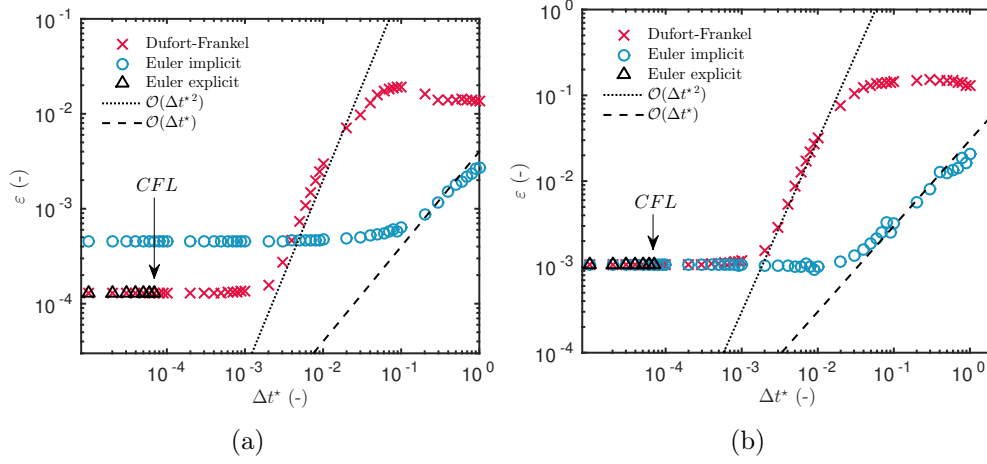 10^{-1}
10^{-2}
10^{-3}
10^{-4}
ε (-)
Dufort-Frankel
Euler implicit
Euler explicit
𝒪(Δt^{⋆2})
𝒪(Δt^⋆)
CFL
10^{-4} 10^{-3} 10^{-2} 10^{-1} 10^0
Δt^⋆ (-)
(a)
10^0
10^{-1}
10^{-2}
10^{-3}
10^{-4}
ε (-)
Dufort-Frankel
Euler implicit
Euler explicit
𝒪(Δt^{⋆2})
𝒪(Δt^⋆)
CFL
10^{-4} 10^{-3} 10^{-2} 10^{-1} 10^0
Δt^⋆ (-)
(b)